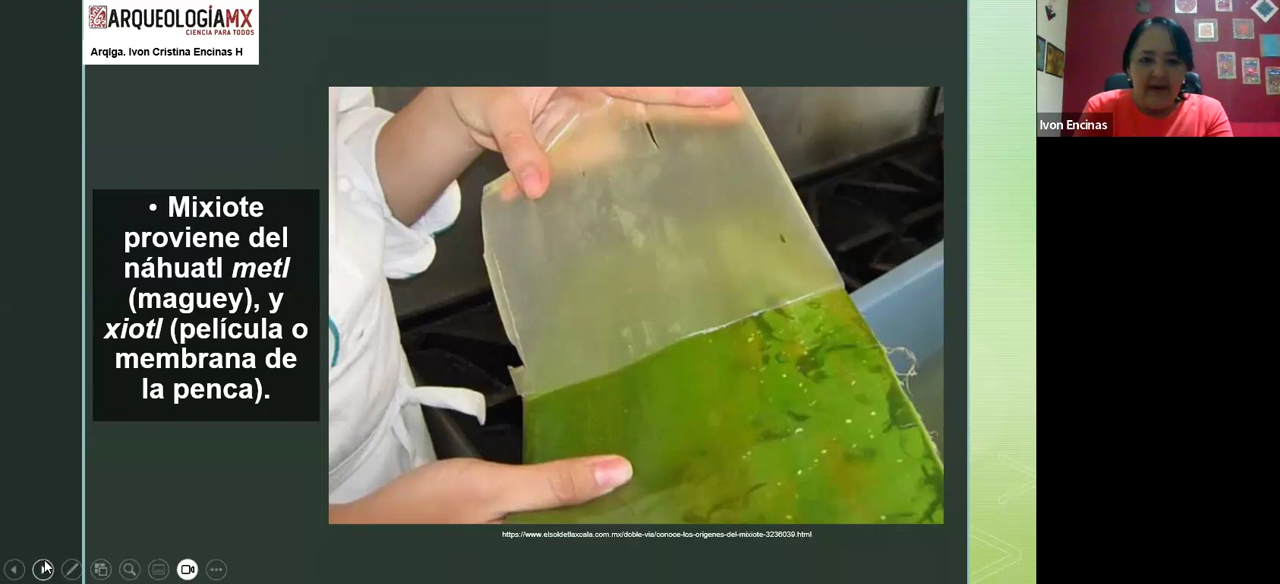 ARQUEOLOGÍAMX
CIENCIA PARA TODOS
Arqlga. Ivon Cristina Encinas H
Ivon Encinas
• Mixiote
proviene del
náhuatl metl
(maguey), y
xiotl (película o
membrana de
la penca).
https://www.elsoldetlaxcala.com.mx/doble-via/conoce-los-origenes-del-mixiote-3236039.html